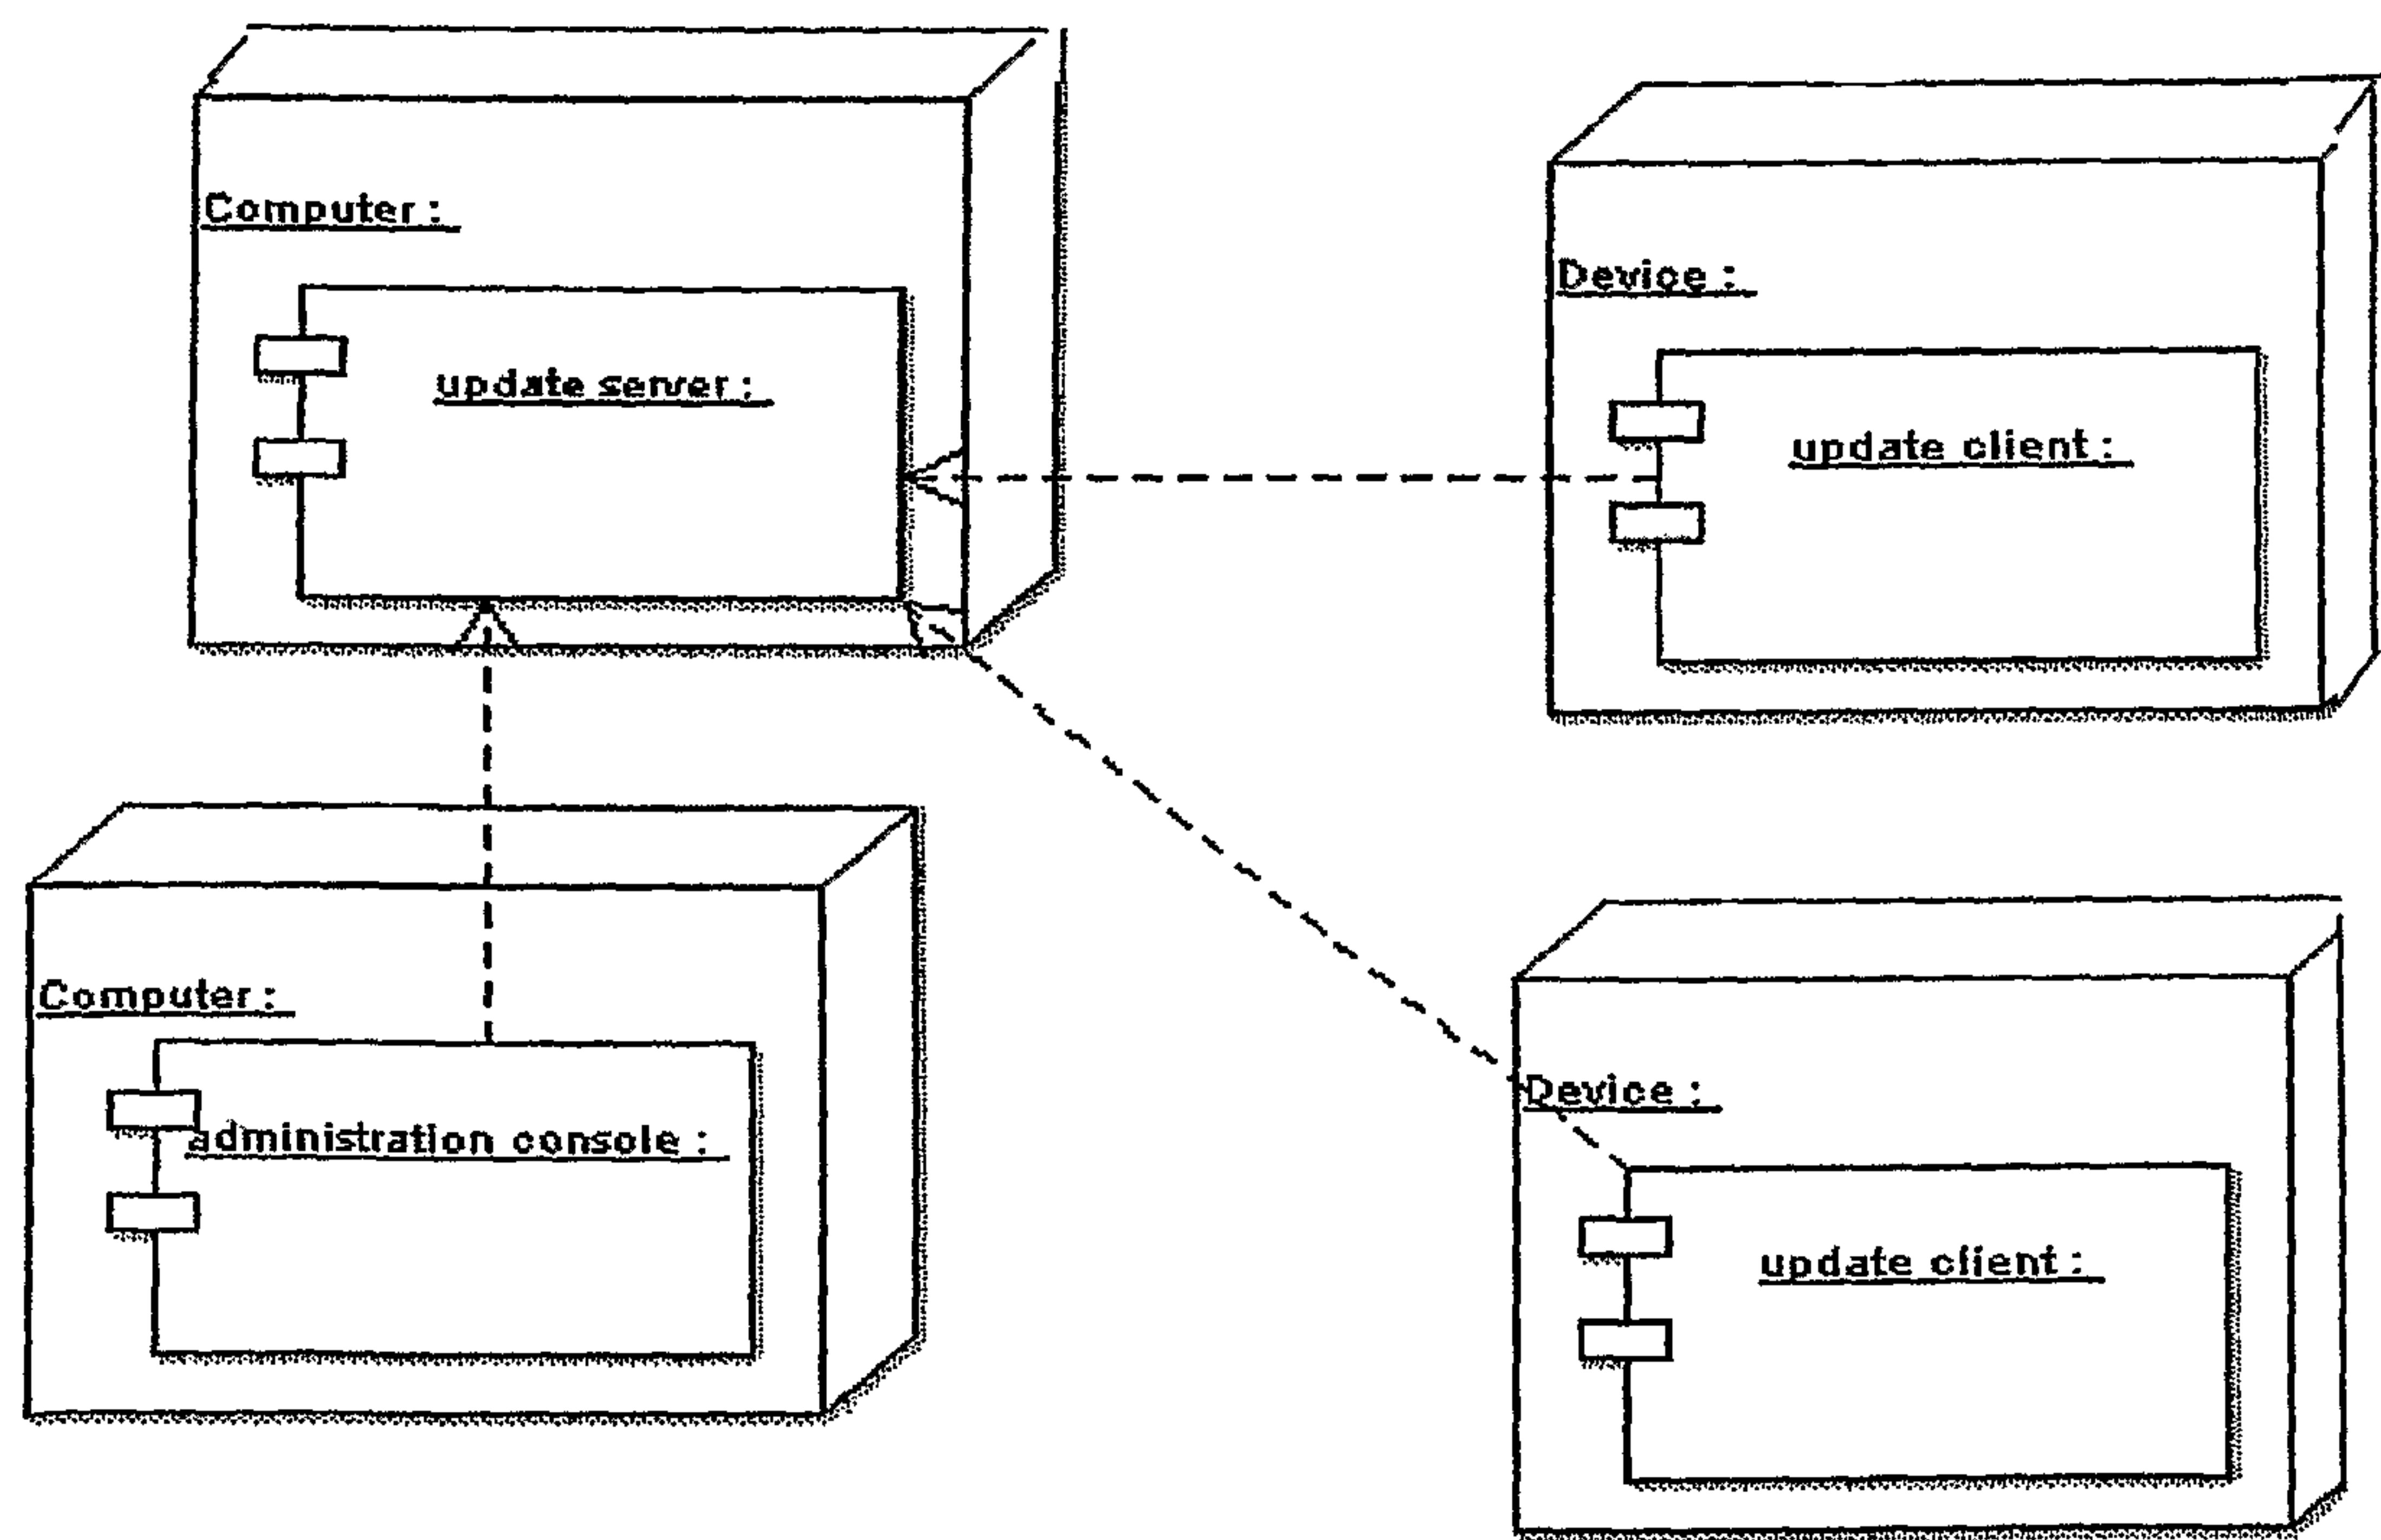 Computer :
update server :
Device :
update client :
Computer :
administration console :
Device :
update client :